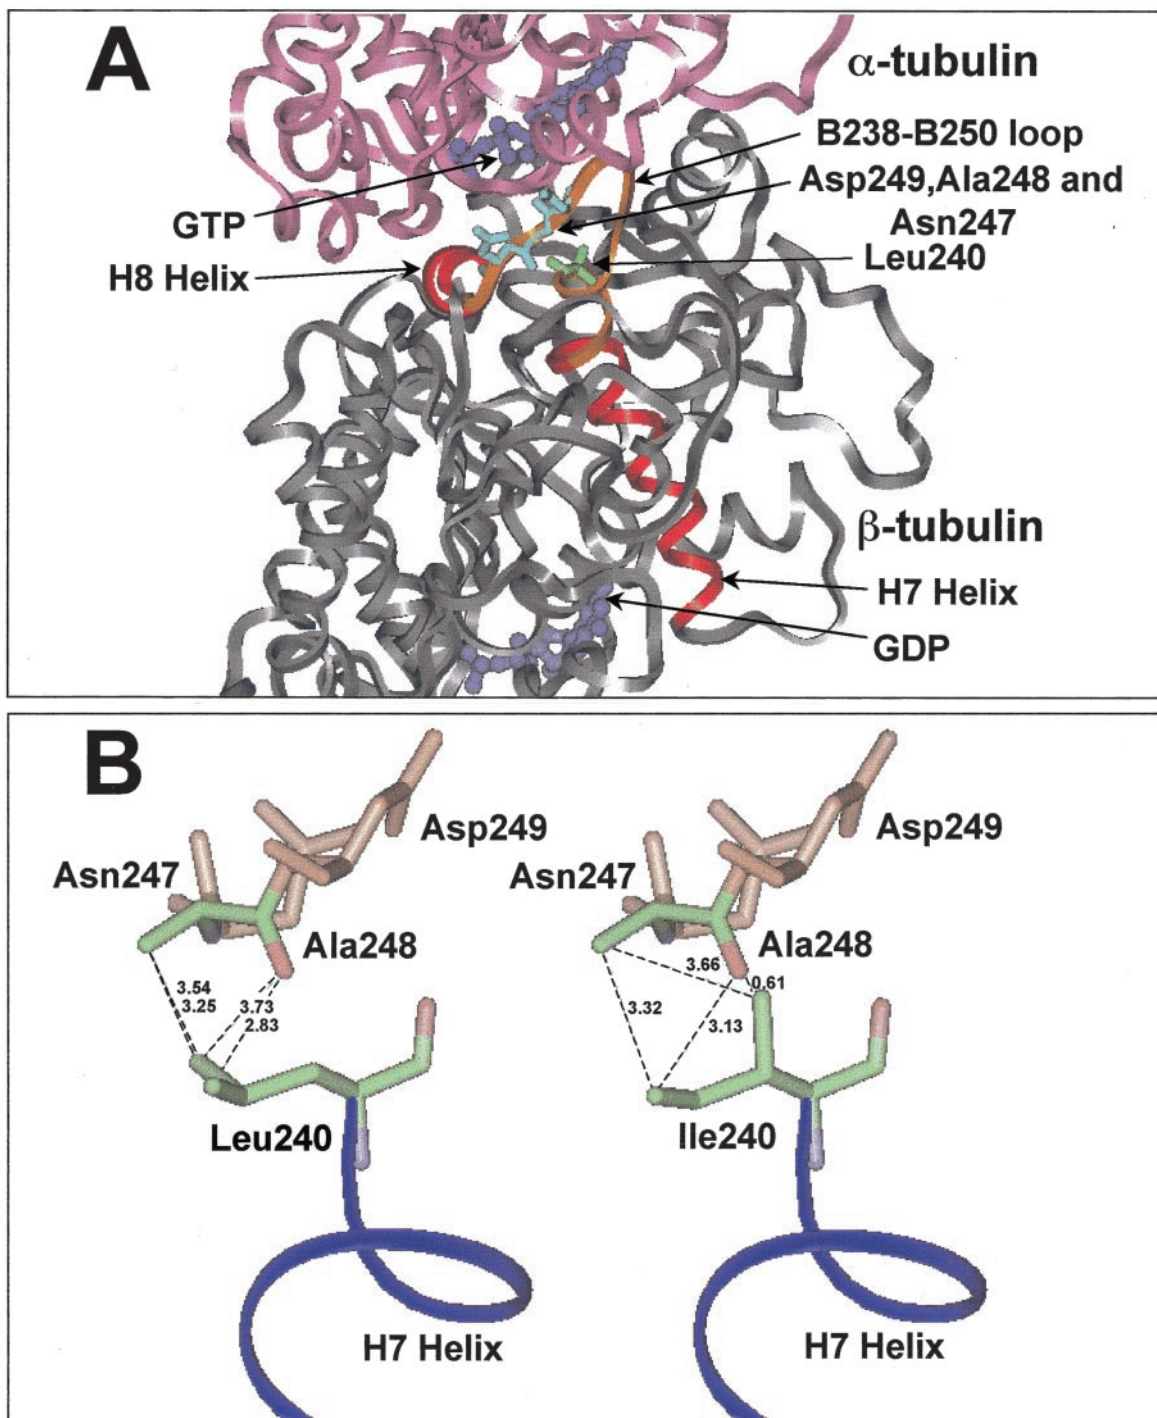 A
α-tubulin
B238-B250 loop
Asp249,Ala248 and
Asn247
GTP
Leu240
H8 Helix
β-tubulin
H7 Helix
GDP
B
Asp249
Asn247
Ala248
3.54
3.25
3.73
2.83
Leu240
H7 Helix
Asp249
Asn247
Ala248
3.66
0.61
3.32
3.13
Ile240
H7 Helix